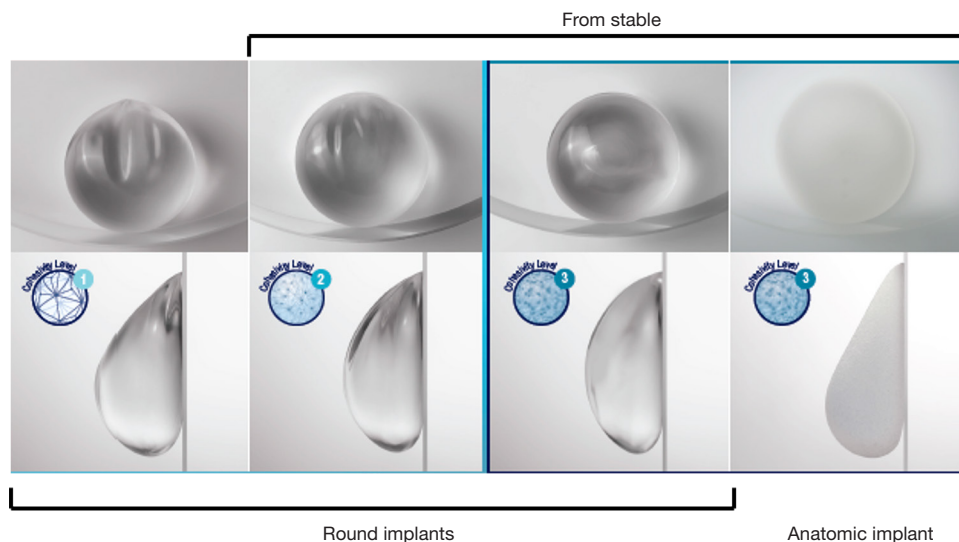 From stable
Cohesivity Level
1
Cohesivity Level
2
Cohesivity Level
3
Cohesivity Level
3
Round implants
Anatomic implant